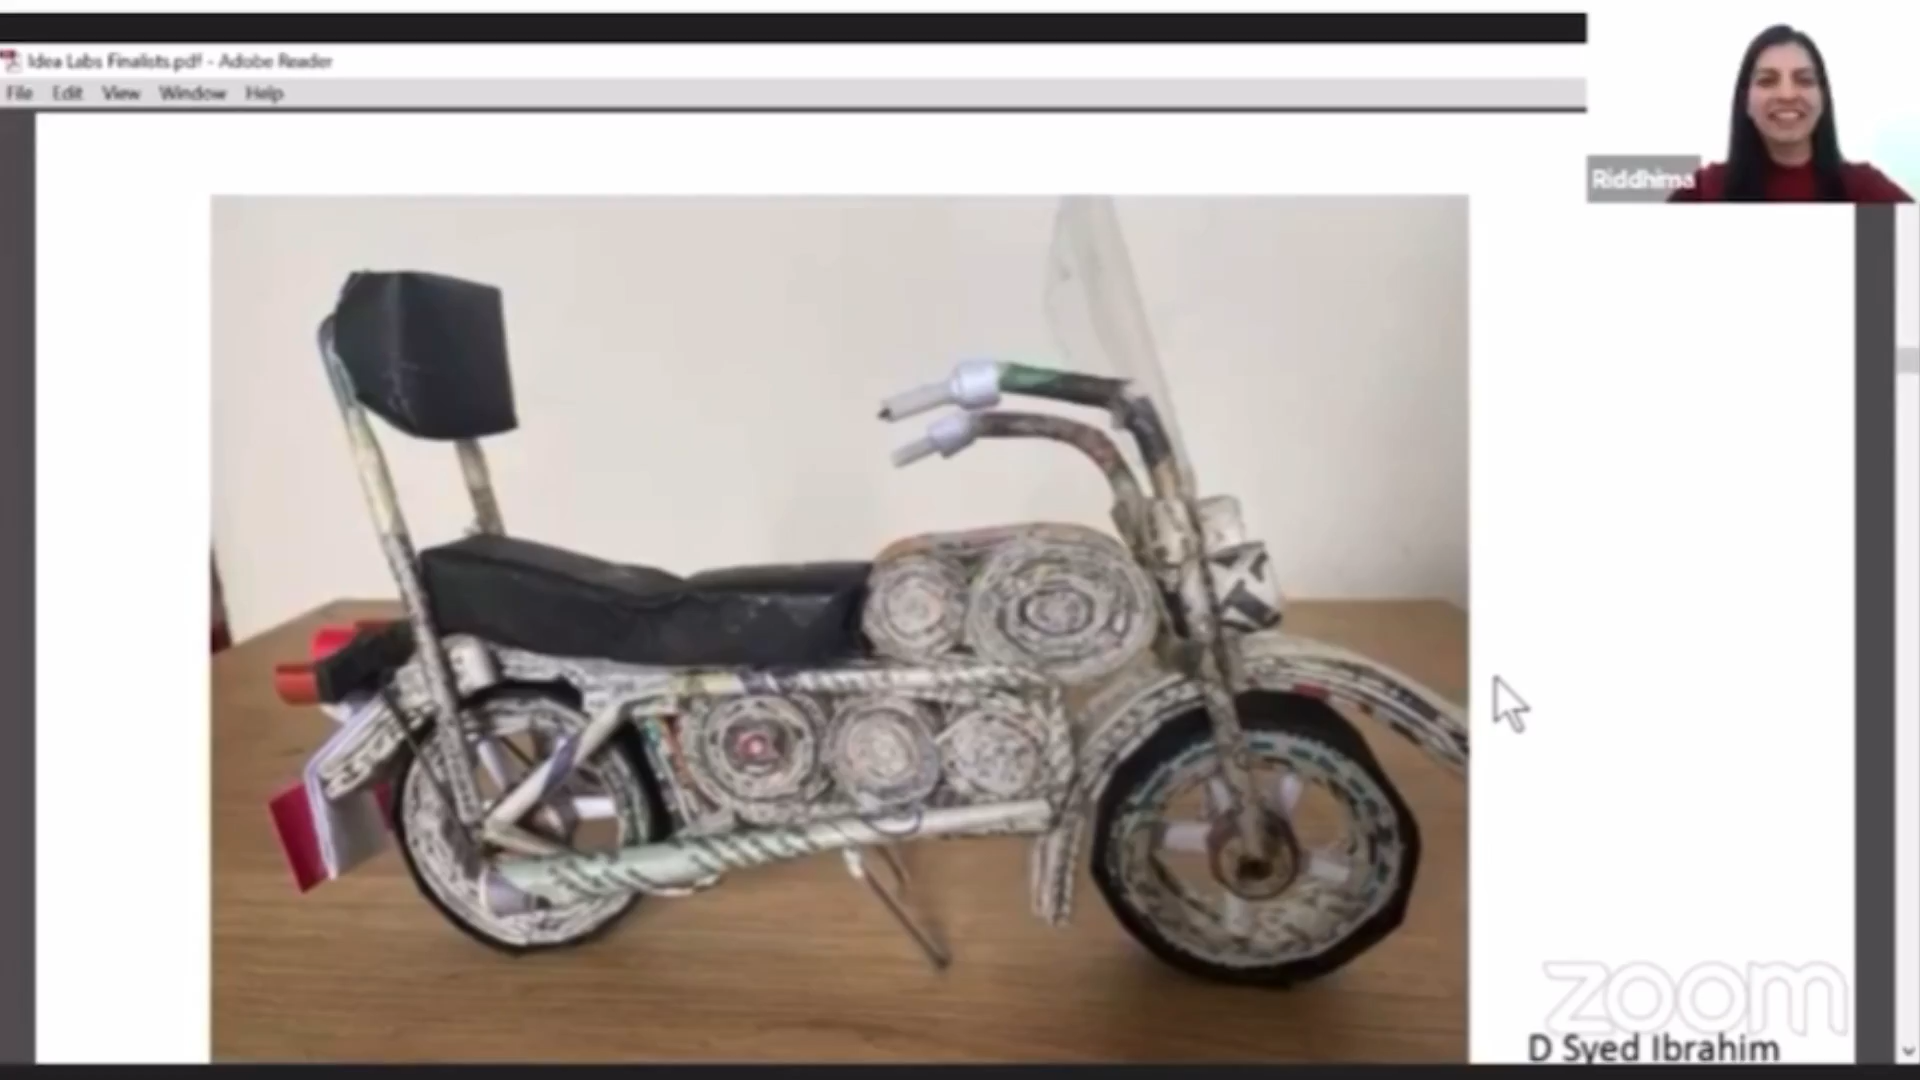 Idea Labs Finalists.pdf - Adobe Reader
File Edit View Window Help
Riddhima
zoom
D Syed Ibrahim